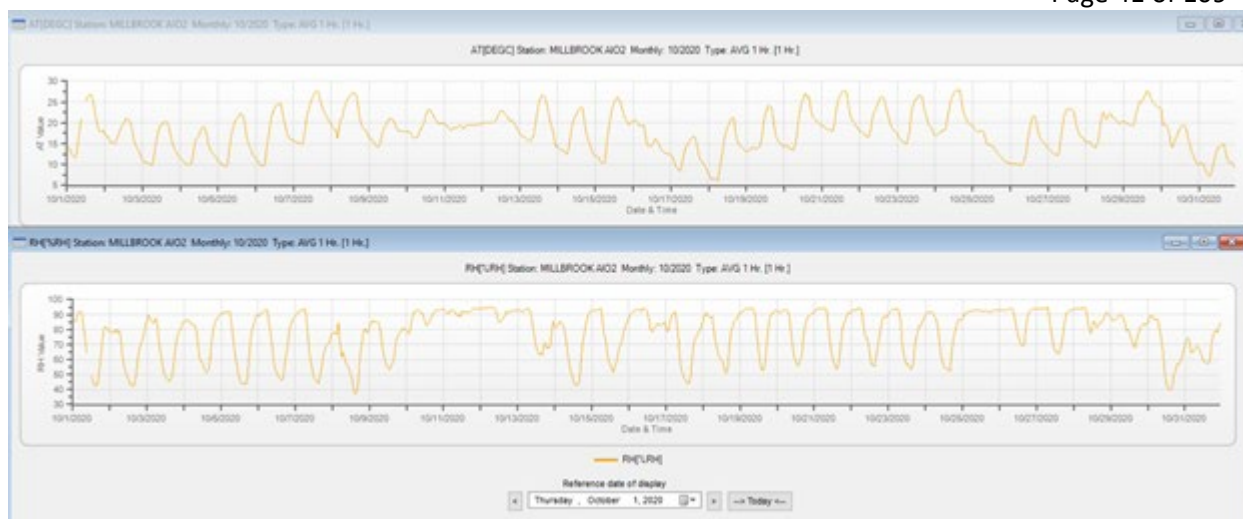 AT[DEGC] Station: MILLBROOK AIO2 Monthly: 10/2020 Type: AVG 1 Hr. [1 Hr.]
AT[DEGC] Station: MILLBROOK AIO2 Monthly: 10/2020 Type: AVG 1 Hr. [1 Hr.]
30
25
20
15
10
5
AT Value
10/1/2020 10/3/2020 10/5/2020 10/7/2020 10/9/2020 10/11/2020 10/13/2020 10/15/2020 10/17/2020 10/19/2020 10/21/2020 10/23/2020 10/25/2020 10/27/2020 10/29/2020 10/31/2020
Date & Time
RH[%RH] Station: MILLBROOK AIO2 Monthly: 10/2020 Type: AVG 1 Hr. [1 Hr.]
RH[%RH] Station: MILLBROOK AIO2 Monthly: 10/2020 Type: AVG 1 Hr. [1 Hr.]
100
90
80
70
60
50
40
30
RH Value
10/1/2020 10/3/2020 10/5/2020 10/7/2020 10/9/2020 10/11/2020 10/13/2020 10/15/2020 10/17/2020 10/19/2020 10/21/2020 10/23/2020 10/25/2020 10/27/2020 10/29/2020 10/31/2020
Date & Time
RH[%RH]
Reference date of display
< Thursday , October 1, 2020 > --> Today <--